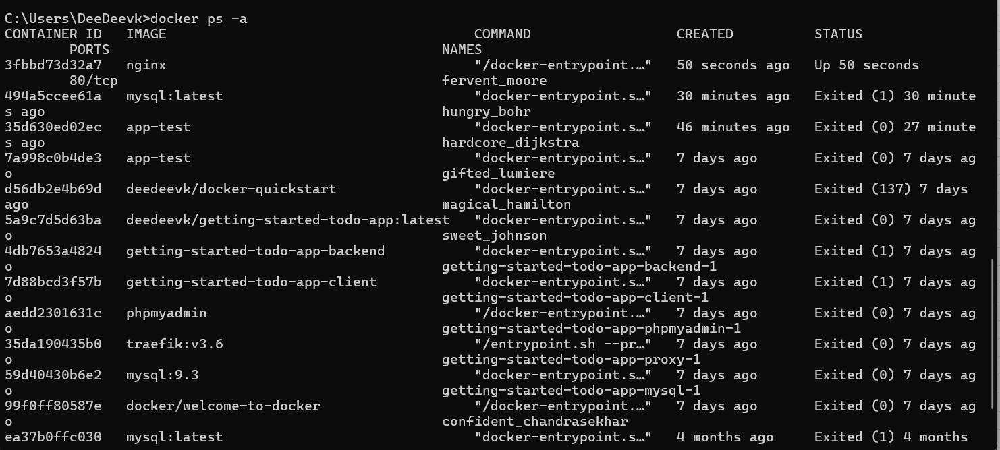 C:\Users\DeeDeevk>docker ps -a
CONTAINER ID   IMAGE                                      COMMAND                  CREATED          STATUS
        PORTS                                         NAMES
3fbbd73d32a7   nginx                                      "/docker-entrypoint.…"   50 seconds ago   Up 50 seconds
        80/tcp                                        fervent_moore
494a5ccee61a   mysql:latest                               "docker-entrypoint.s…"   30 minutes ago   Exited (1) 30 minute
s ago                                                 hungry_bohr
35d630ed02ec   app-test                                   "docker-entrypoint.s…"   46 minutes ago   Exited (0) 27 minute
s ago                                                 hardcore_dijkstra
7a998c0b4de3   app-test                                   "docker-entrypoint.s…"   7 days ago       Exited (0) 7 days ag
o                                                     gifted_lumiere
d56db2e4b69d   deedeevk/docker-quickstart                 "docker-entrypoint.s…"   7 days ago       Exited (137) 7 days
ago                                                   magical_hamilton
5a9c7d5d63ba   deedeevk/getting-started-todo-app:latest   "docker-entrypoint.s…"   7 days ago       Exited (0) 7 days ag
o                                                     sweet_johnson
4db7653a4824   getting-started-todo-app-backend           "docker-entrypoint.s…"   7 days ago       Exited (1) 7 days ag
o                                                     getting-started-todo-app-backend-1
7d88bcd3f57b   getting-started-todo-app-client            "docker-entrypoint.s…"   7 days ago       Exited (1) 7 days ag
o                                                     getting-started-todo-app-client-1
aedd2301631c   phpmyadmin                                 "/docker-entrypoint.…"   7 days ago       Exited (0) 7 days ag
o                                                     getting-started-todo-app-phpmyadmin-1
35da190435b0   traefik:v3.6                               "/entrypoint.sh --pr…"   7 days ago       Exited (0) 7 days ag
o                                                     getting-started-todo-app-proxy-1
59d40430b6e2   mysql:9.3                                  "docker-entrypoint.s…"   7 days ago       Exited (0) 7 days ag
o                                                     getting-started-todo-app-mysql-1
99f0ff80587e   docker/welcome-to-docker                   "/docker-entrypoint.…"   7 days ago       Exited (0) 7 days ag
o                                                     confident_chandrasekhar
ea37b0ffc030   mysql:latest                               "docker-entrypoint.s…"   4 months ago     Exited (1) 4 months